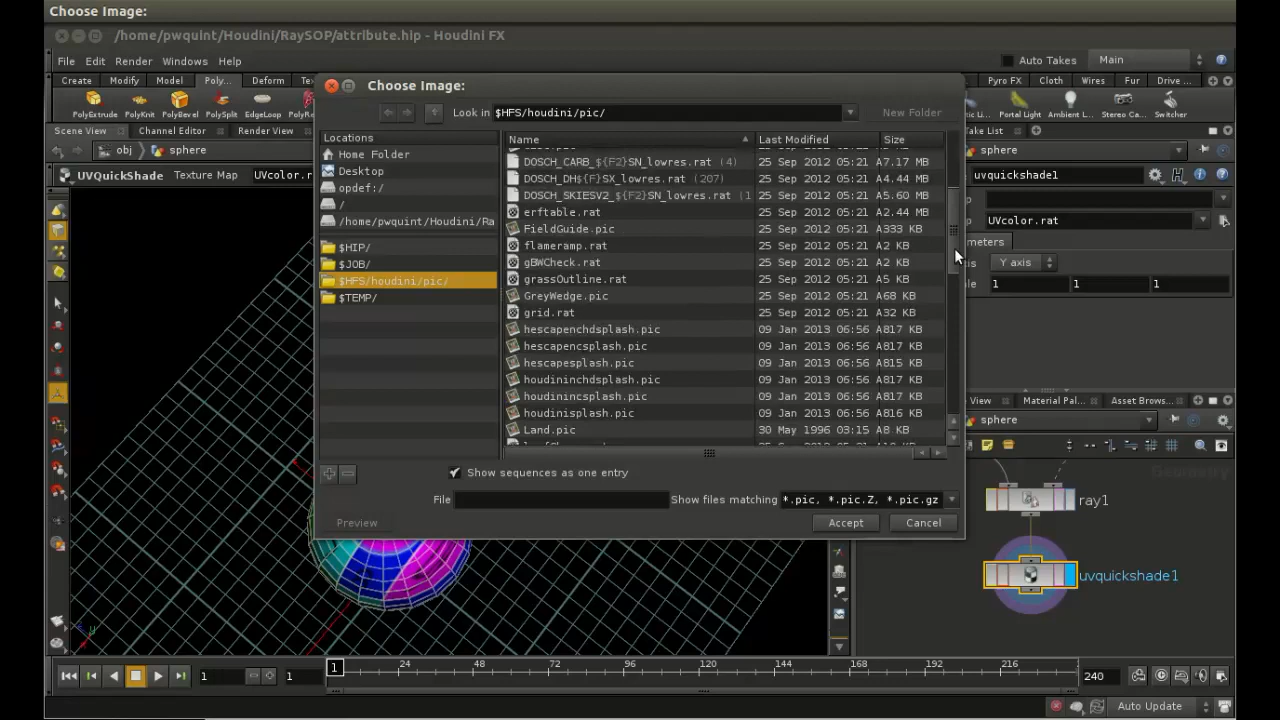 Choose Image:
/home/pwquint/Houdini/RaySOP/attribute.hip - Houdini FX
File Edit Render Windows Help
Auto Takes Main
Create Modify Model Poly... Deform
Pyro FX Cloth Wires Fur Drive ...
PolyExtrude PolyBevel PolySplit EdgeLoop
Portal Light Ambient L... Stereo Ca... Switcher
Scene View Channel Editor Render View
Take List
obj sphere
sphere
UVQuickShade Texture Map UVcolor.r
uvquickshade1
UVcolor.rat
Y axis
1 1 1
Choose Image:
Look in $HFS/houdini/pic/ New Folder
Locations
Home Folder
Desktop
opdef:/
/
/home/pwquint/Houdini/Ra
$HIP/
$JOB/
$HFS/houdini/pic/
$TEMP/
Name Last Modified Size
DOSCH_CARB_${F2}SN_lowres.rat (4) 25 Sep 2012 05:21 A7.17 MB
DOSCH_DH${F}SX_lowres.rat (207) 25 Sep 2012 05:21 A4.44 MB
DOSCH_SKIESV2_${F2}SN_lowres.rat (1 25 Sep 2012 05:21 A5.60 MB
erftable.rat 25 Sep 2012 05:21 A2.44 MB
FieldGuide.pic 25 Sep 2012 05:21 A333 KB
flameramp.rat 25 Sep 2012 05:21 A2 KB
gBWCheck.rat 25 Sep 2012 05:21 A2 KB
grassOutline.rat 25 Sep 2012 05:21 A5 KB
GreyWedge.pic 25 Sep 2012 05:21 A68 KB
grid.rat 25 Sep 2012 05:21 A32 KB
hescapenchdsplash.pic 09 Jan 2013 06:56 A817 KB
hescapencsplash.pic 09 Jan 2013 06:56 A817 KB
hescapesplash.pic 09 Jan 2013 06:56 A815 KB
houdininchdsplash.pic 09 Jan 2013 06:56 A817 KB
houdinincsplash.pic 09 Jan 2013 06:56 A817 KB
houdinisplash.pic 09 Jan 2013 06:56 A816 KB
Land.pic 30 May 1996 03:15 A8 KB
Show sequences as one entry
File Show files matching *.pic, *.pic.Z, *.pic.gz
Preview Accept Cancel
View Material Pal... Asset Brows...
sphere
Geometry
ray1
uvquickshade1
1 1 1 24 48 72 96 120 144 168 192 216 240
Auto Update